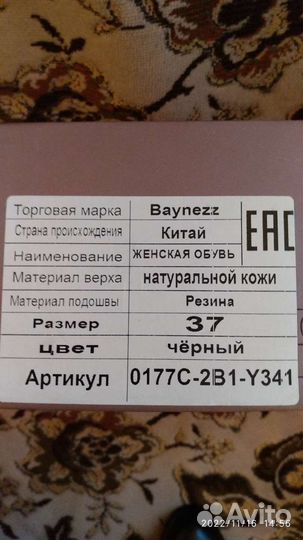 Торговая марка Baynezz
Страна происхождения Китай
Наименование ЖЕНСКАЯ ОБУВЬ
Материал верха натуральной кожи
Материал подошвы Резина
Размер 37
цвет чёрный
Артикул 0177C-2B1-Y341
EAC
2022/11/16 14:56
Avito